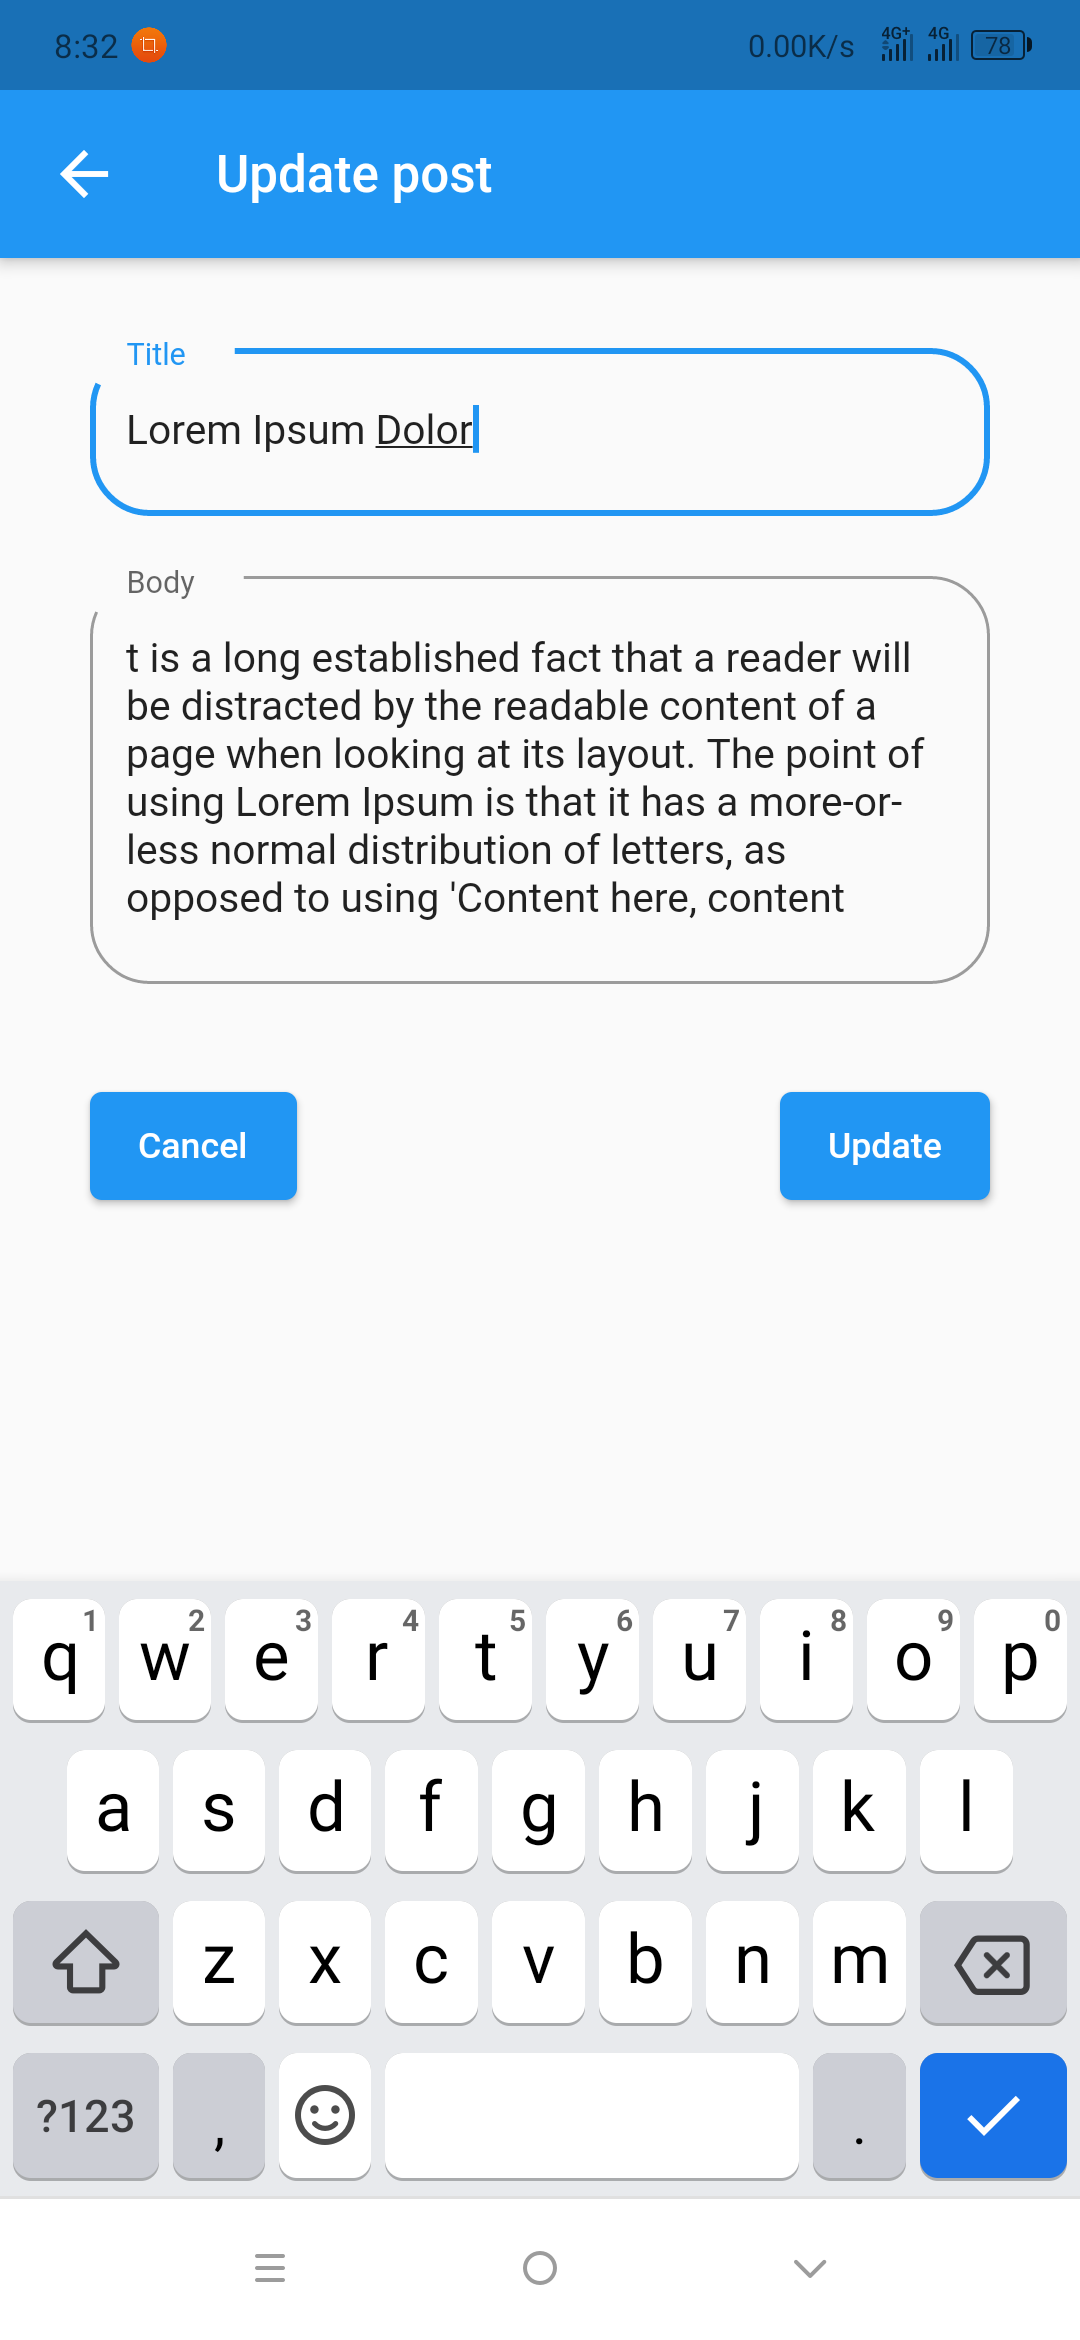 8:32 0.00K/s 4G+ 4G 78
Update post
Title
Lorem Ipsum Dolor
Body
t is a long established fact that a reader will
be distracted by the readable content of a
page when looking at its layout. The point of
using Lorem Ipsum is that it has a more-or-
less normal distribution of letters, as
opposed to using 'Content here, content
Cancel Update
q 1 w 2 e 3 r 4 t 5 y 6 u 7 i 8 o 9 p 0
a s d f g h j k l
z x c v b n m
?123 , .